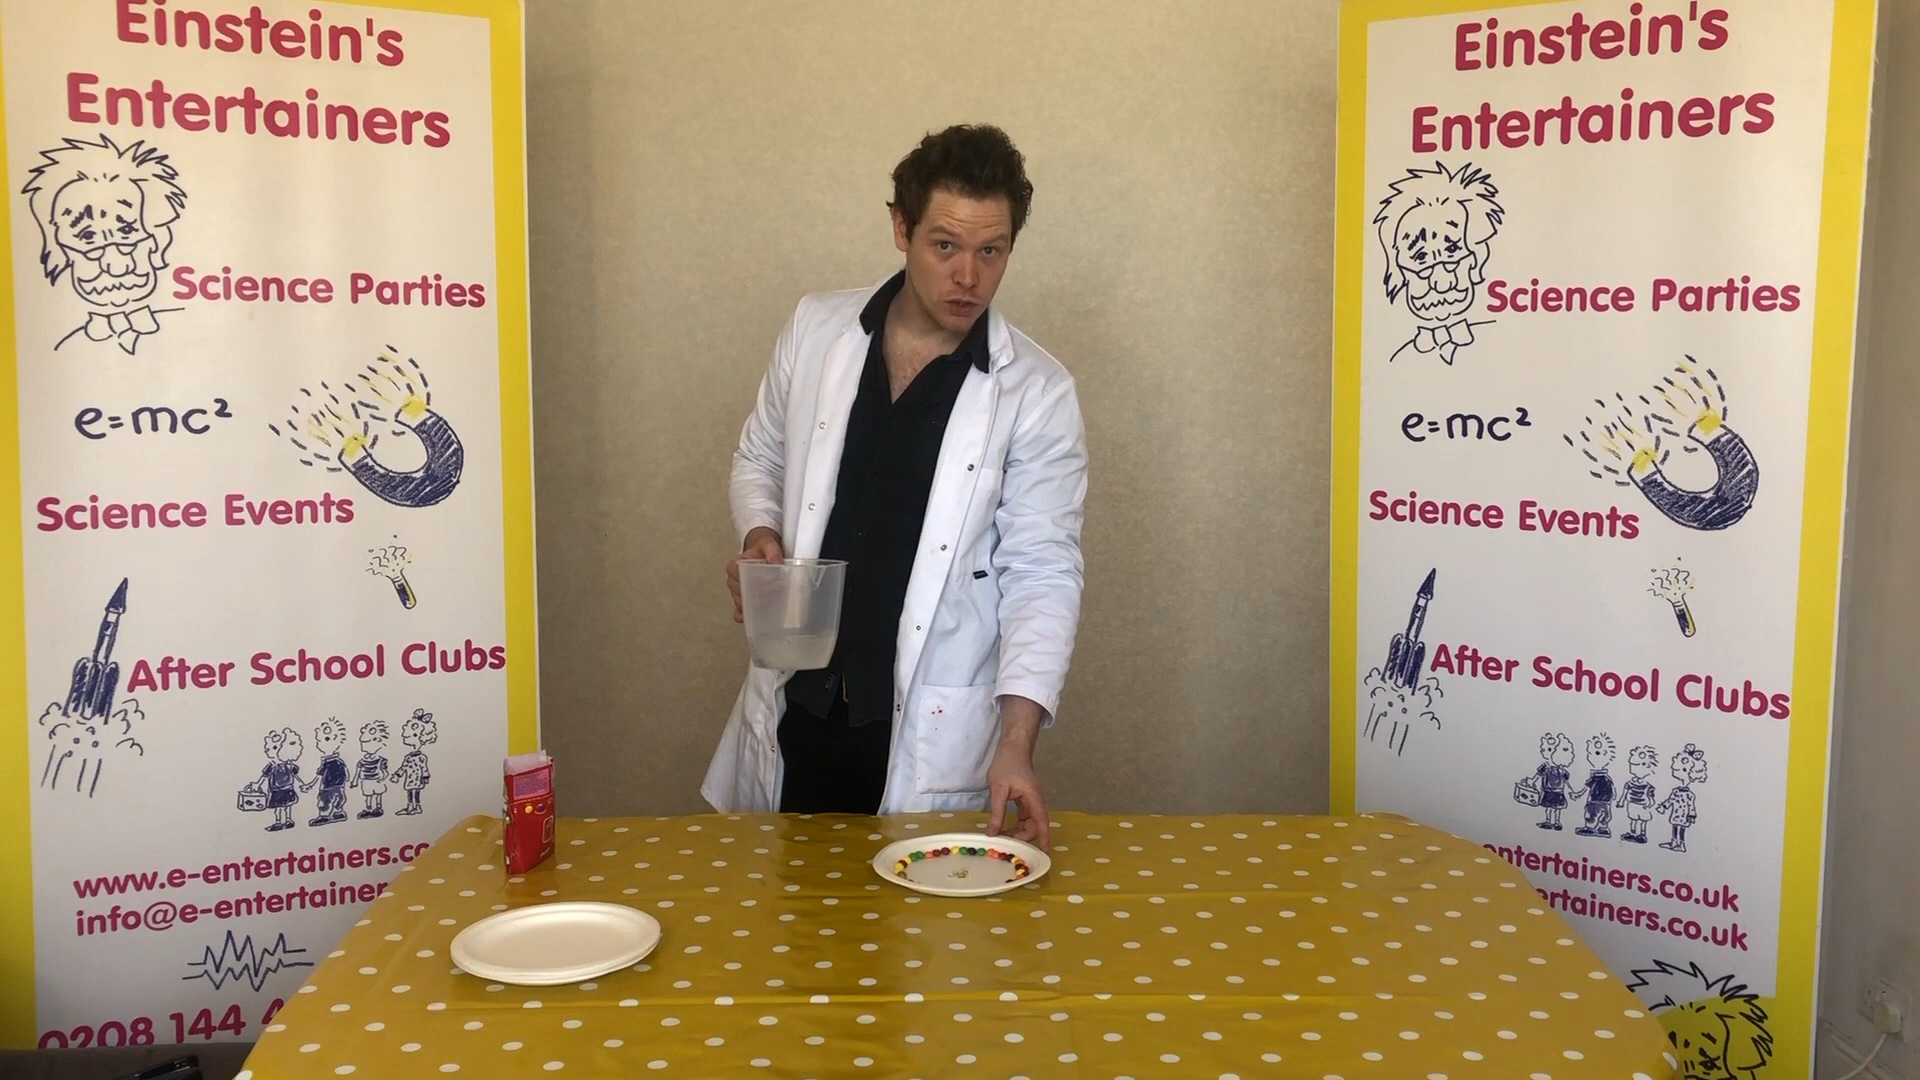 Einstein's
Entertainers
Science Parties
e=mc²
Science Events
After School Clubs
www.e-entertainers.co
info@e-entertainer
0208 144
Einstein's
Entertainers
Science Parties
e=mc²
Science Events
After School Clubs
entertainers.co.uk
ertainers.co.uk